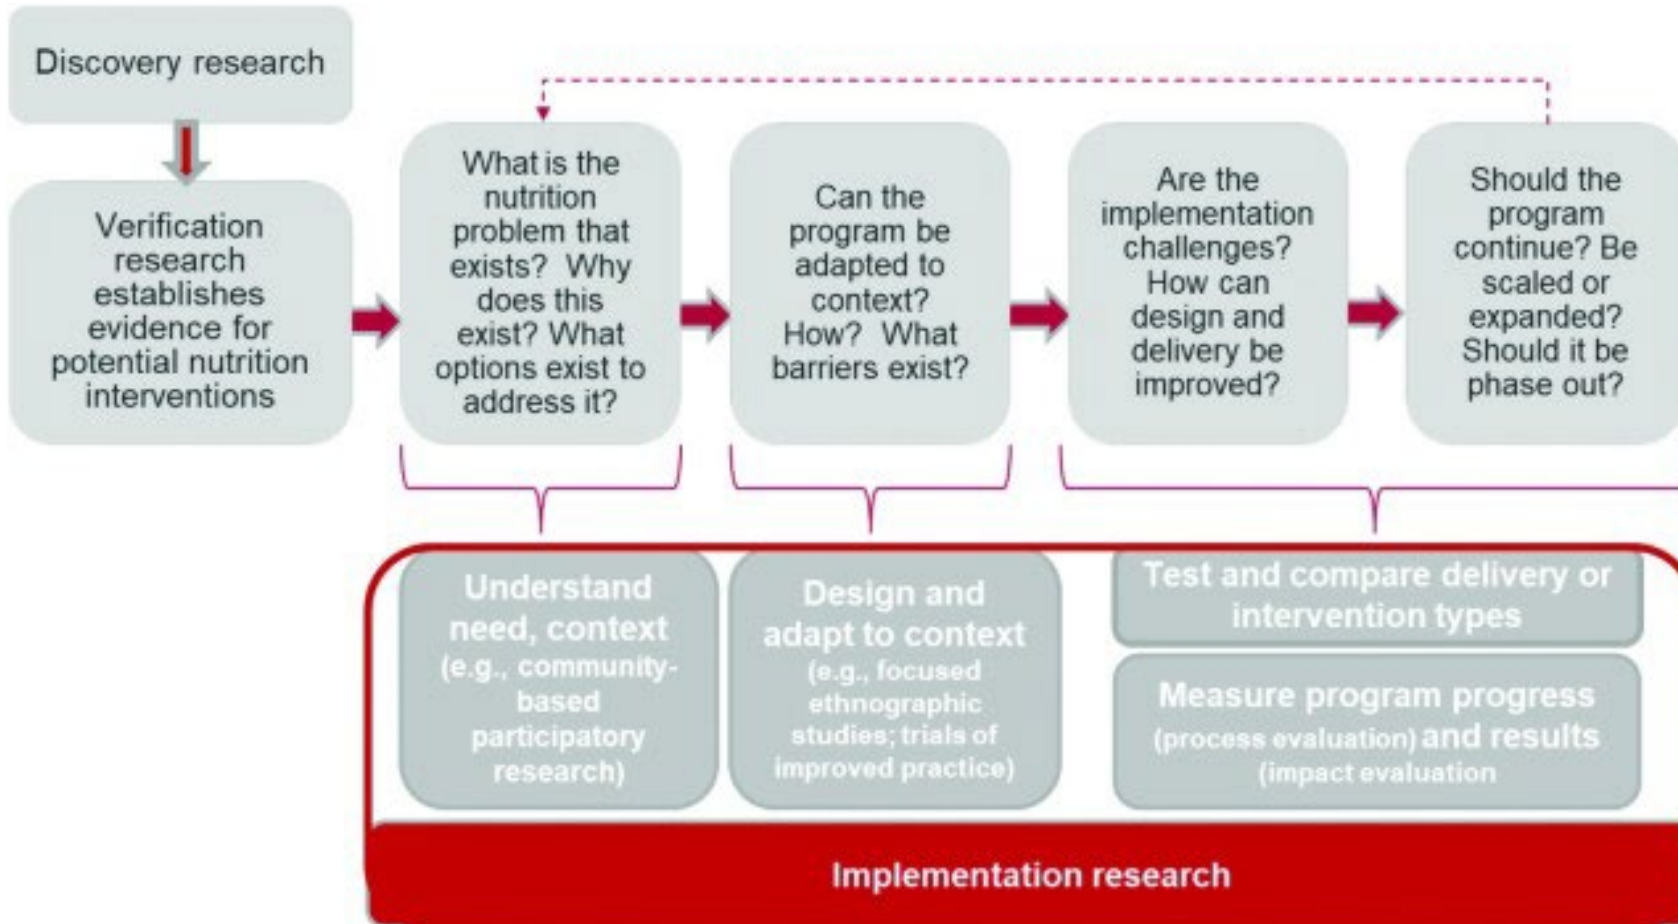 Discovery research
Verification
research
establishes
evidence for
potential nutrition
interventions
What is the
nutrition
problem that
exists? Why
does this
exist? What
options exist to
address it?
Can the
program be
adapted to
context?
How? What
barriers exist?
Are the
implementation
challenges?
How can
design and
delivery be
improved?
Should the
program
continue? Be
scaled or
expanded?
Should it be
phase out?
Understand
need, context
(e.g., community-
based
participatory
research)
Design and
adapt to context
(e.g., focused
ethnographic
studies; trials of
improved practice)
Test and compare delivery or
intervention types
Measure program progress
(process evaluation) and results
(impact evaluation
Implementation research